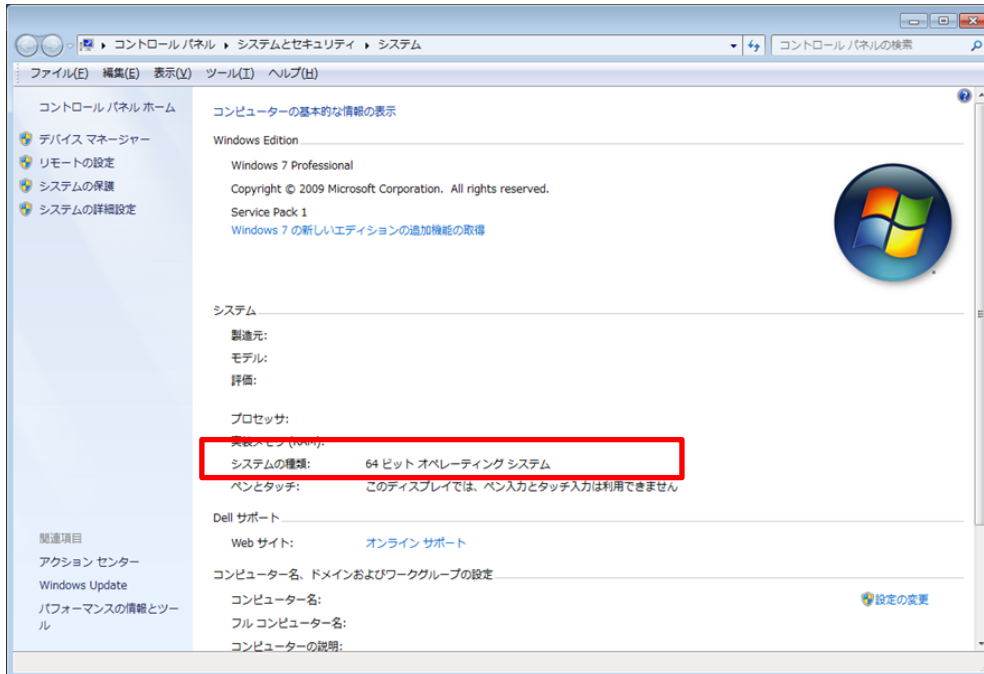 コントロール パネル ▸ システムとセキュリティ ▸ システム
コントロール パネルの検索
ファイル(F) 編集(E) 表示(V) ツール(T) ヘルプ(H)
コントロール パネル ホーム
デバイス マネージャー
リモートの設定
システムの保護
システムの詳細設定
コンピューターの基本的な情報の表示
Windows Edition
Windows 7 Professional
Copyright © 2009 Microsoft Corporation. All rights reserved.
Service Pack 1
Windows 7 の新しいエディションの追加機能の取得
システム
製造元:
モデル:
評価:
プロセッサ:
実装メモリ (RAM):
システムの種類: 64 ビット オペレーティング システム
ペンとタッチ: このディスプレイでは、ペン入力とタッチ入力は利用できません
Dell サポート
Web サイト: オンライン サポート
コンピューター名、ドメインおよびワークグループの設定
コンピューター名: 設定の変更
フル コンピューター名:
コンピューターの説明:
関連項目
アクション センター
Windows Update
パフォーマンスの情報とツー
ル